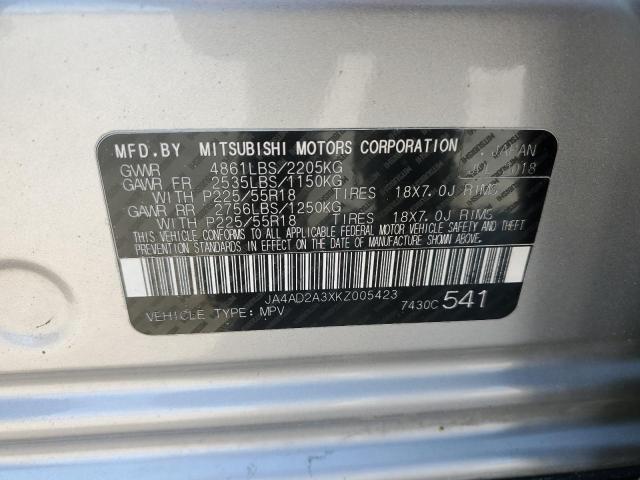 MFD.BY MITSUBISHI MOTORS CORPORATION JAPAN
GVWR 4861LBS/2205KG 2018
GAWR FR 2535LBS/1150KG
WITH P225/55R18 TIRES 18X7.0J RIMS
GAWR RR 2756LBS/1250KG
WITH P225/55R18 TIRES 18X7.0J RIMS
THIS VEHICLE CONFORMS TO ALL APPLICABLE FEDERAL MOTOR VEHICLE SAFETY, BUMPER, AND THEFT
PREVENTION STANDARDS IN EFFECT ON THE DATE OF MANUFACTURE SHOWN ABOVE.
JA4AD2A3XKZ005423
VEHICLE TYPE: MPV 7430C 541